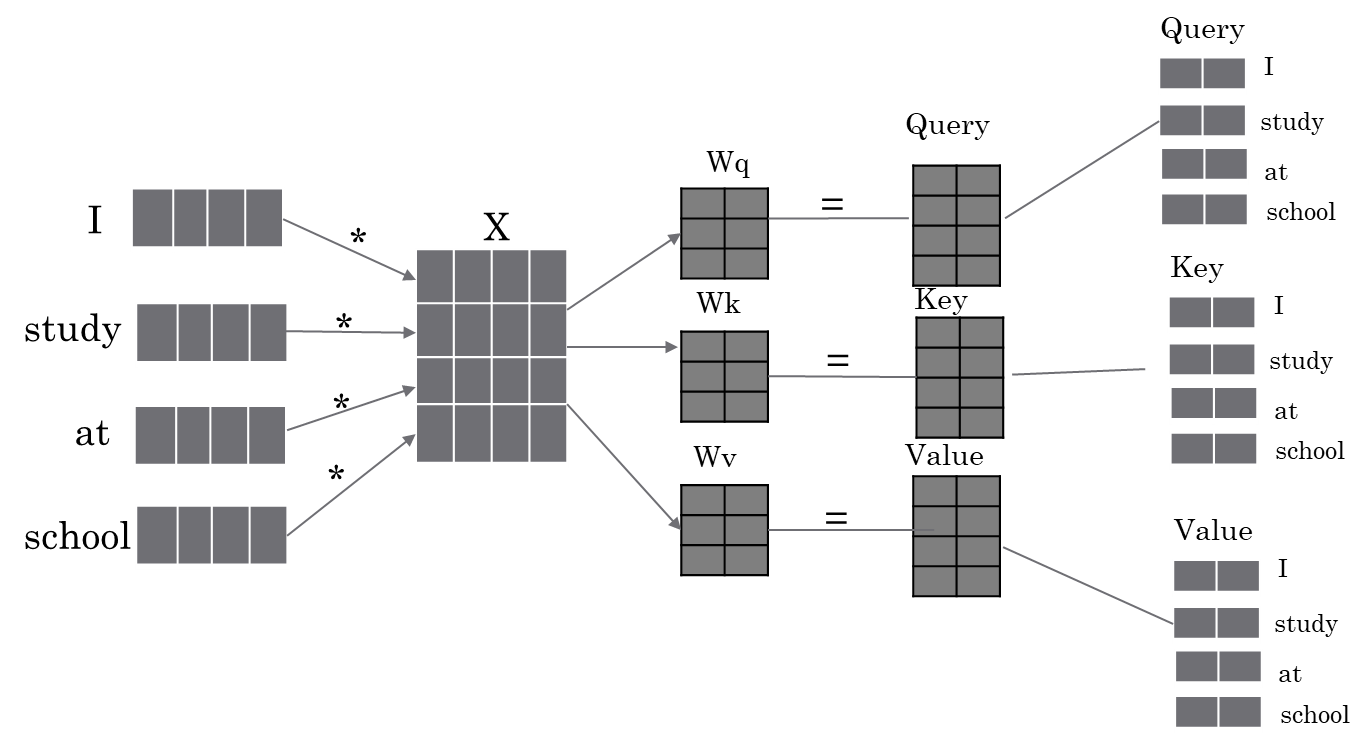 I
*
study
*
at
*
school
*
X
Wq
=
Query
Wk
=
Key
Wv
=
Value
Query
I
study
at
school
Key
I
study
at
school
Value
I
study
at
school